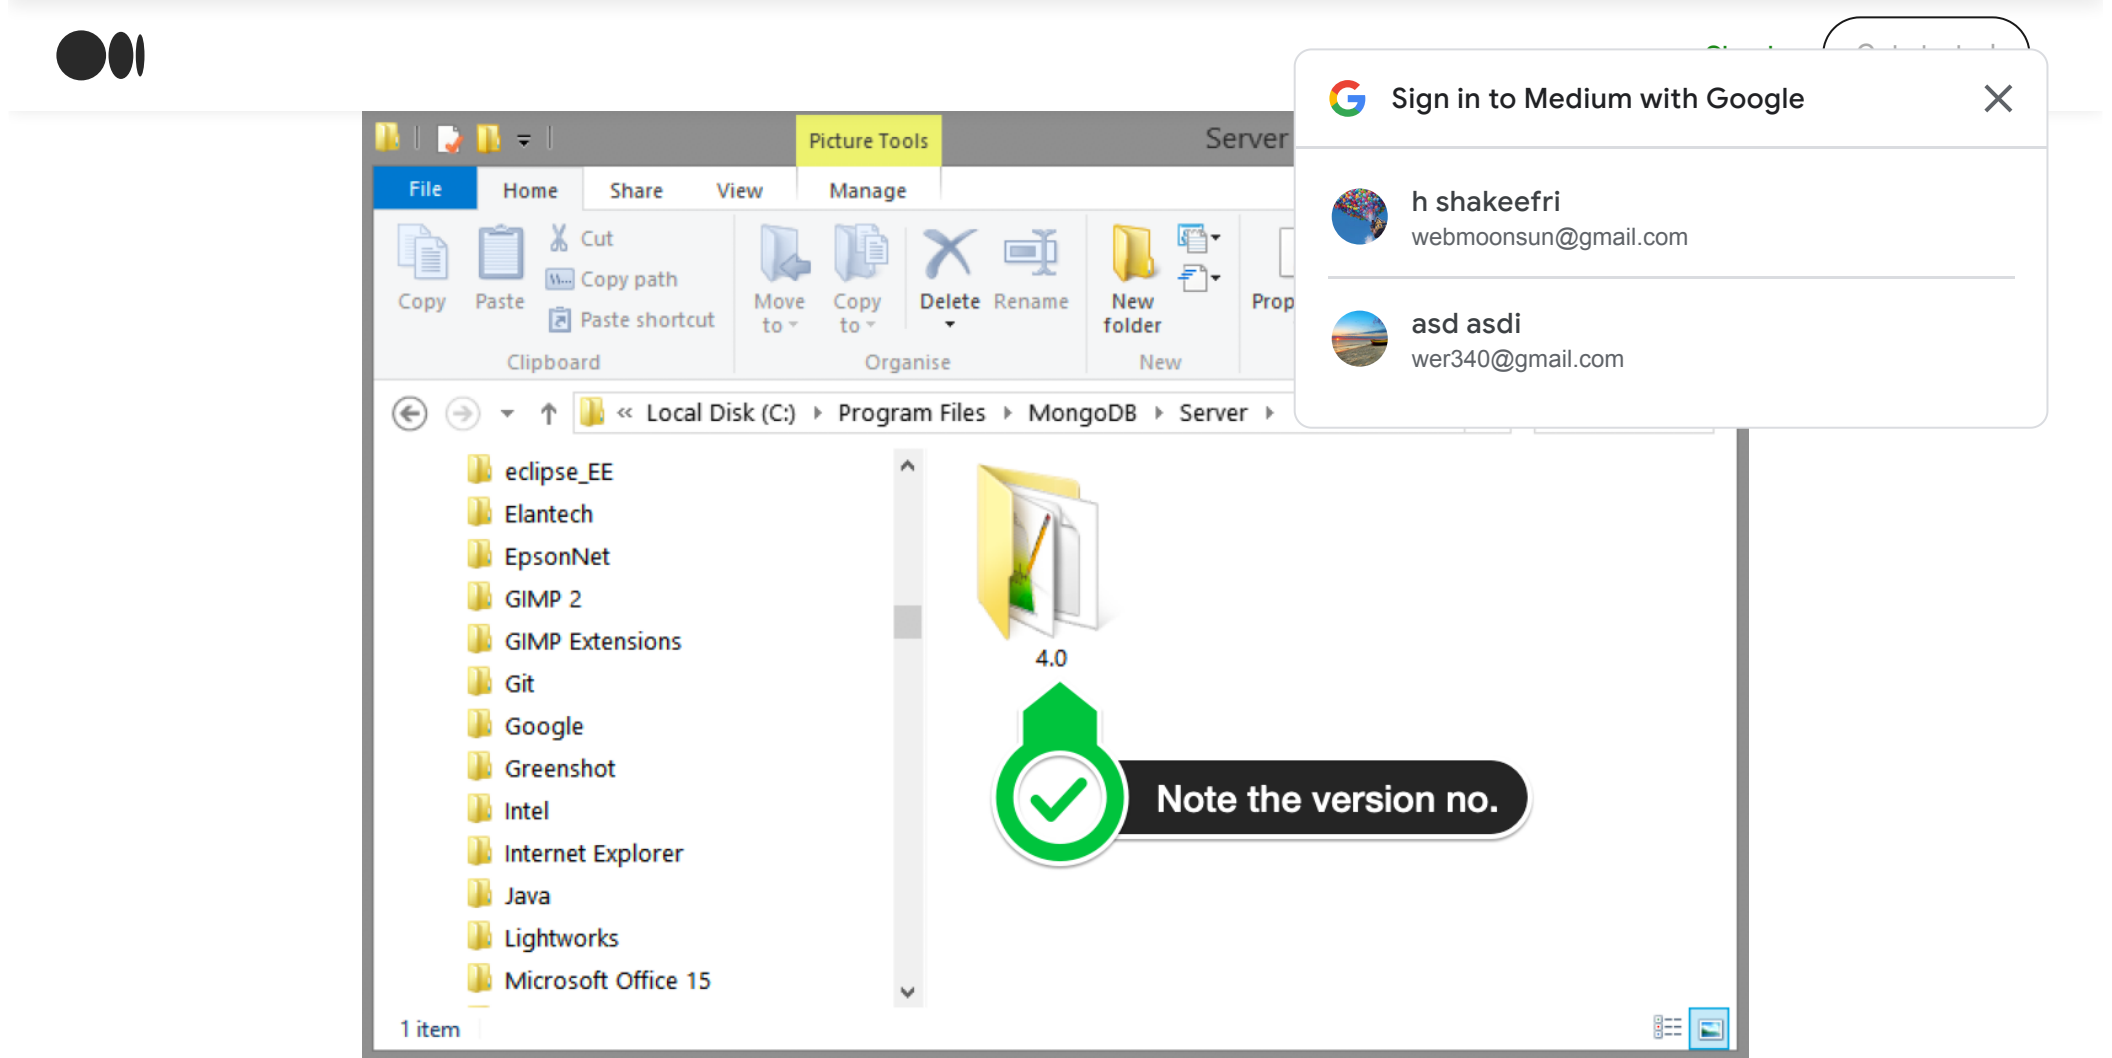 Sign in to Medium with Google
h shakeefri
webmoonsun@gmail.com
asd asdi
wer340@gmail.com
Picture Tools
Server
File Home Share View Manage
Copy
Paste
Cut
Copy path
Paste shortcut
Clipboard
Move to
Copy to
Delete
Rename
Organise
New folder
New
« Local Disk (C:) Program Files MongoDB Server
eclipse_EE
Elantech
EpsonNet
GIMP 2
GIMP Extensions
Git
Google
Greenshot
Intel
Internet Explorer
Java
Lightworks
Microsoft Office 15
4.0
Note the version no.
1 item